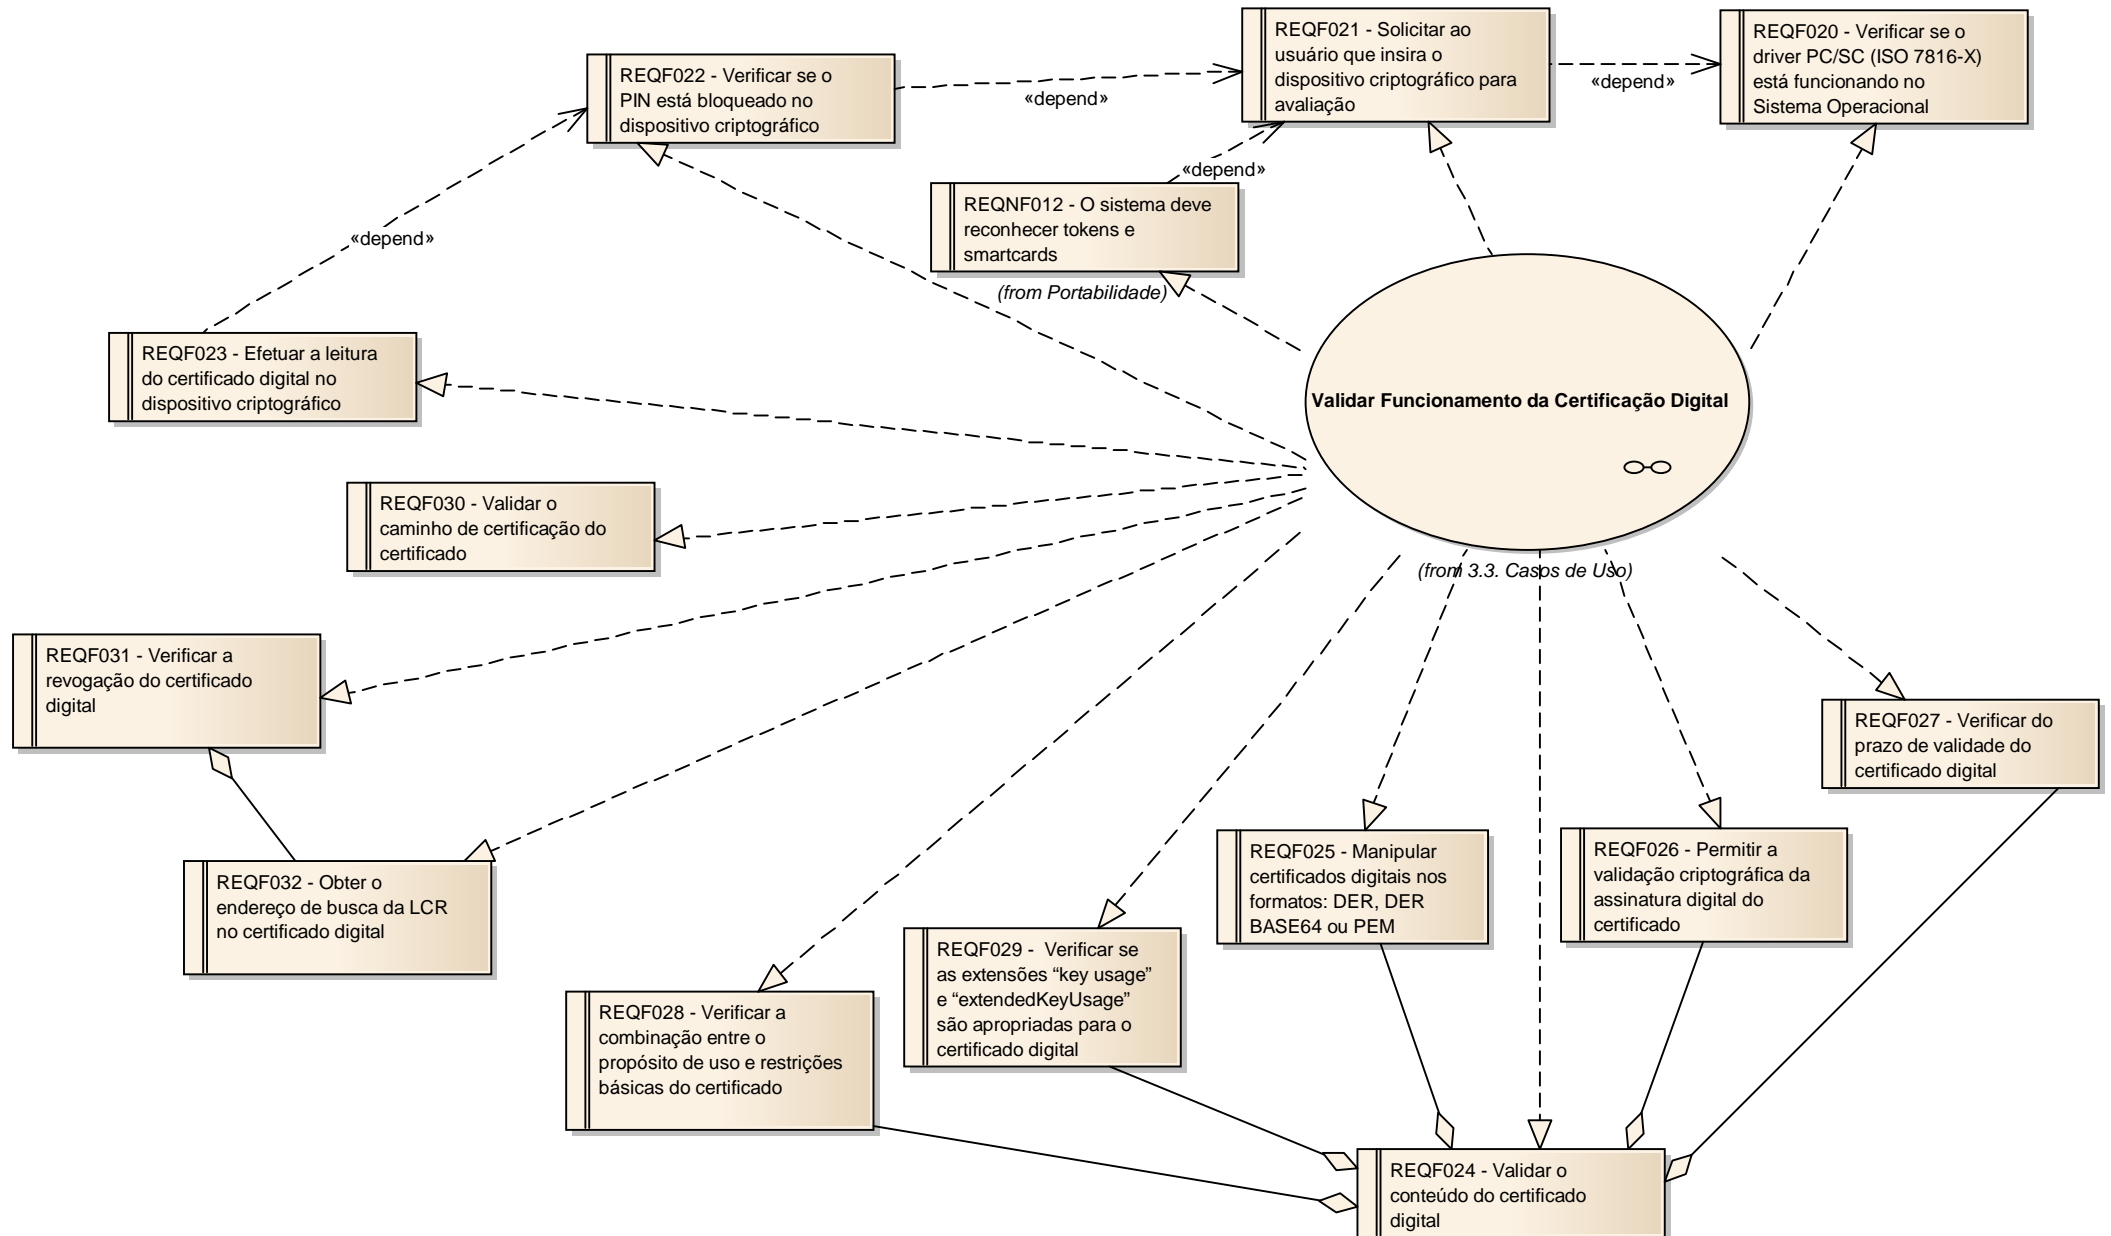 REQF021 - Solicitar ao
usuário que insira o
dispositivo criptográfico para
avaliação
REQF020 - Verificar se o
driver PC/SC (ISO 7816-X)
está funcionando no
Sistema Operacional
REQF022 - Verificar se o
PIN está bloqueado no
dispositivo criptográfico
«depend»
«depend»
«depend»
REQNF012 - O sistema deve
reconhecer tokens e
smartcards
(from Portabilidade)
«depend»
REQF023 - Efetuar a leitura
do certificado digital no
dispositivo criptográfico
Validar Funcionamento da Certificação Digital
(from 3.3. Casos de Uso)
REQF030 - Validar o
caminho de certificação do
certificado
REQF031 - Verificar a
revogação do certificado
digital
REQF027 - Verificar do
prazo de validade do
certificado digital
REQF032 - Obter o
endereço de busca da LCR
no certificado digital
REQF025 - Manipular
certificados digitais nos
formatos: DER, DER
BASE64 ou PEM
REQF026 - Permitir a
validação criptográfica da
assinatura digital do
certificado
REQF029 -  Verificar se
as extensões “key usage”
e “extendedKeyUsage”
são apropriadas para o
certificado digital
REQF028 - Verificar a
combinação entre o
propósito de uso e restrições
básicas do certificado
REQF024 - Validar o
conteúdo do certificado
digital